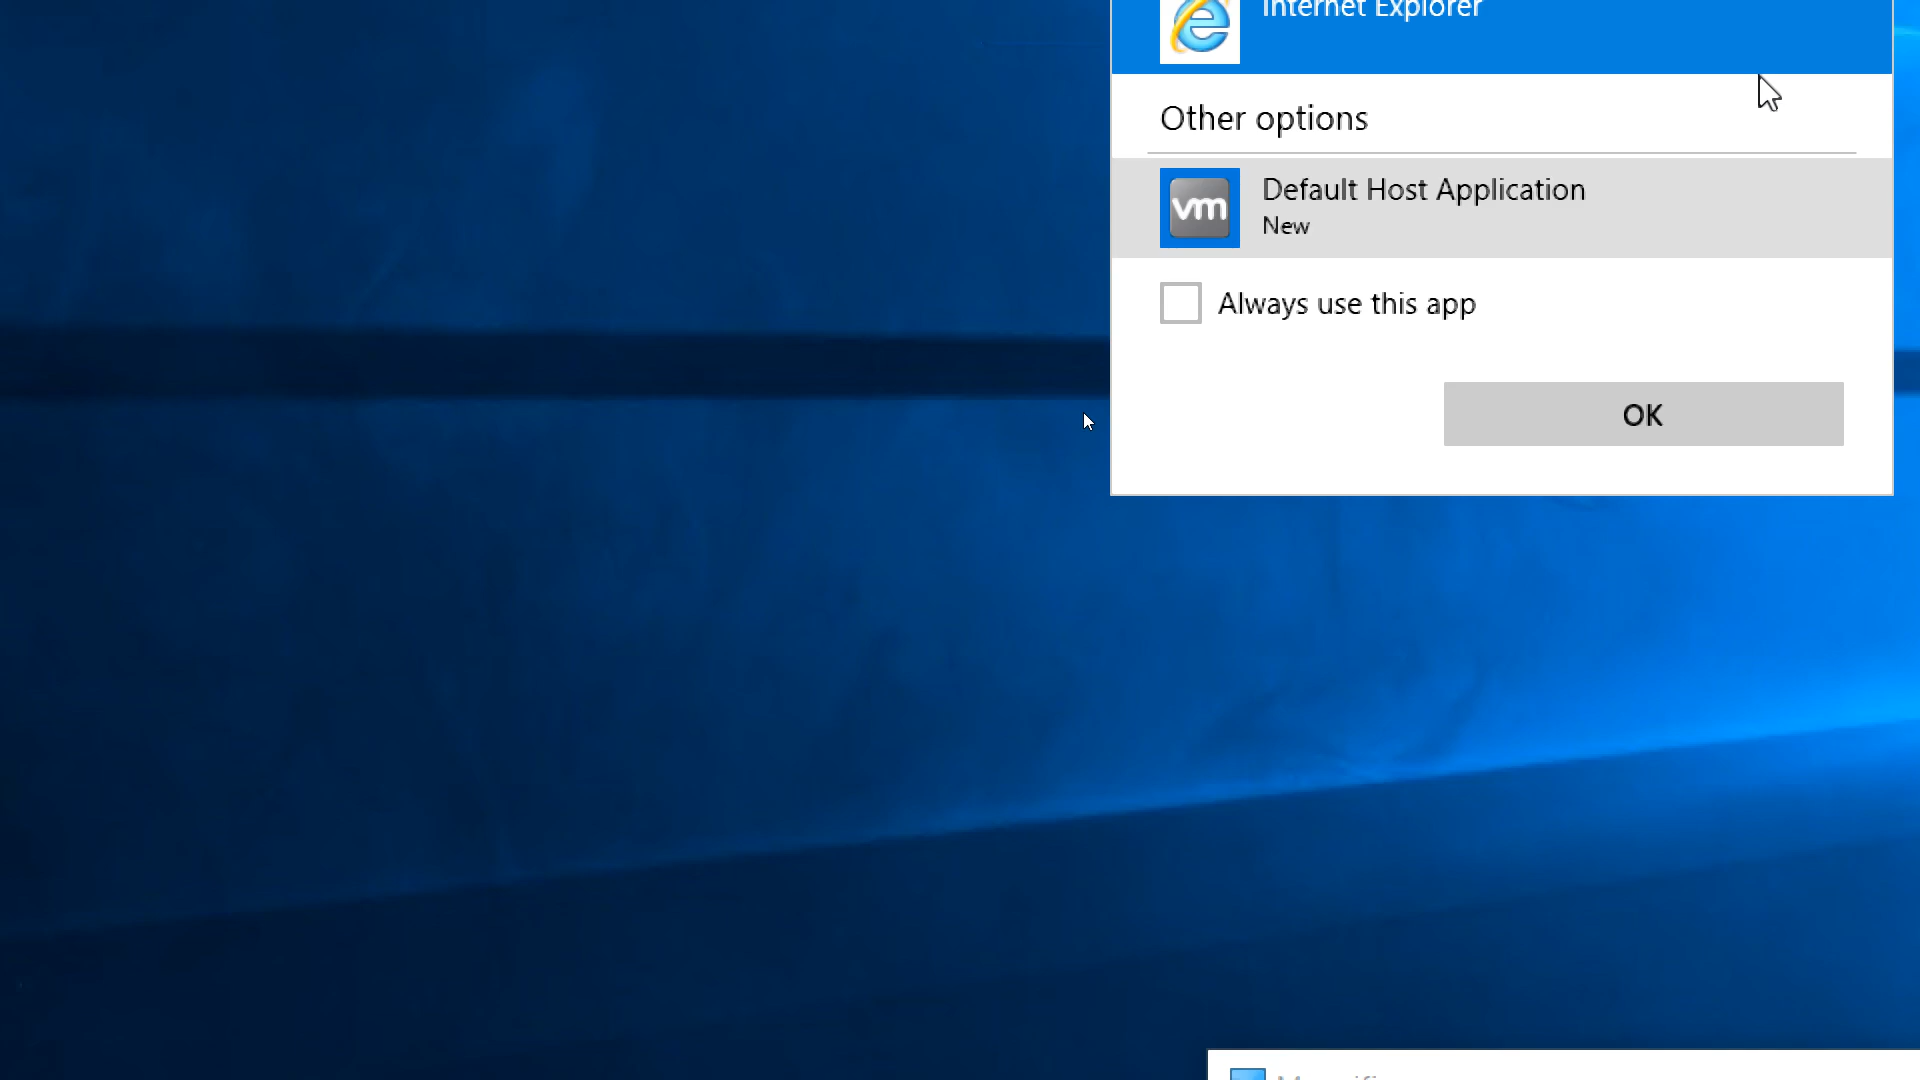 Internet Explorer
Other options
vm
Default Host Application
New
Always use this app
OK